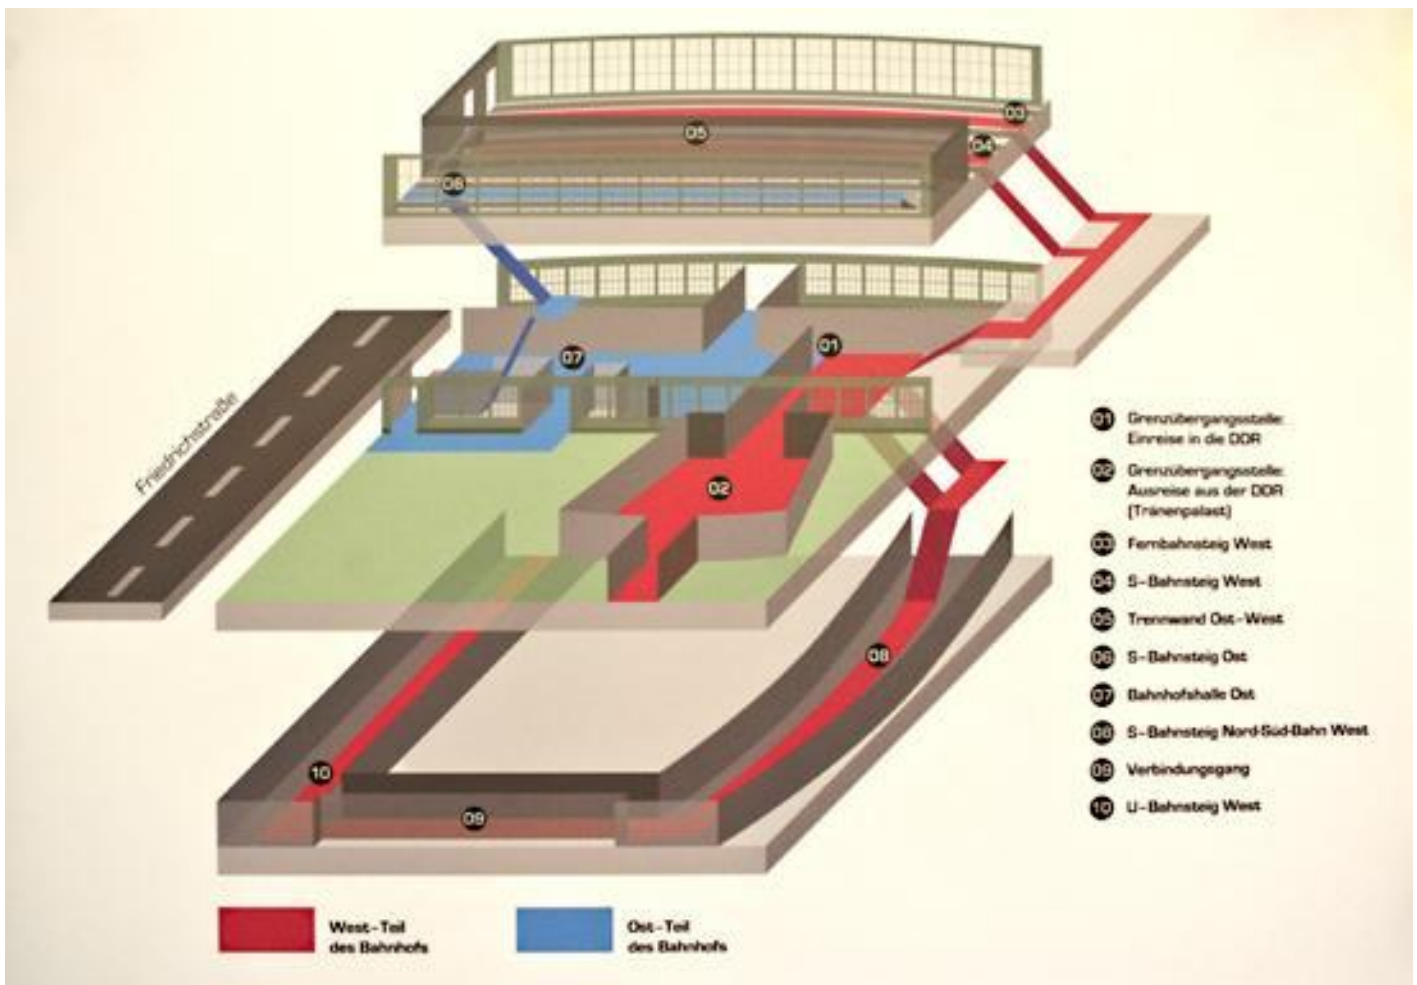 03
05
04
06
01
07
Friedrichstraße
02
08
10
09
01 Grenzübergangsstelle:
Einreise in die DDR
02 Grenzübergangsstelle:
Ausreise aus der DDR
(Tränenpalast)
03 Fernbahnsteig West
04 S-Bahnsteig West
05 Trennwand Ost-West
06 S-Bahnsteig Ost
07 Bahnhofshalle Ost
08 S-Bahnsteig Nord-Süd-Bahn West
09 Verbindungsgang
10 U-Bahnsteig West
West-Teil
des Bahnhofs
Ost-Teil
des Bahnhofs